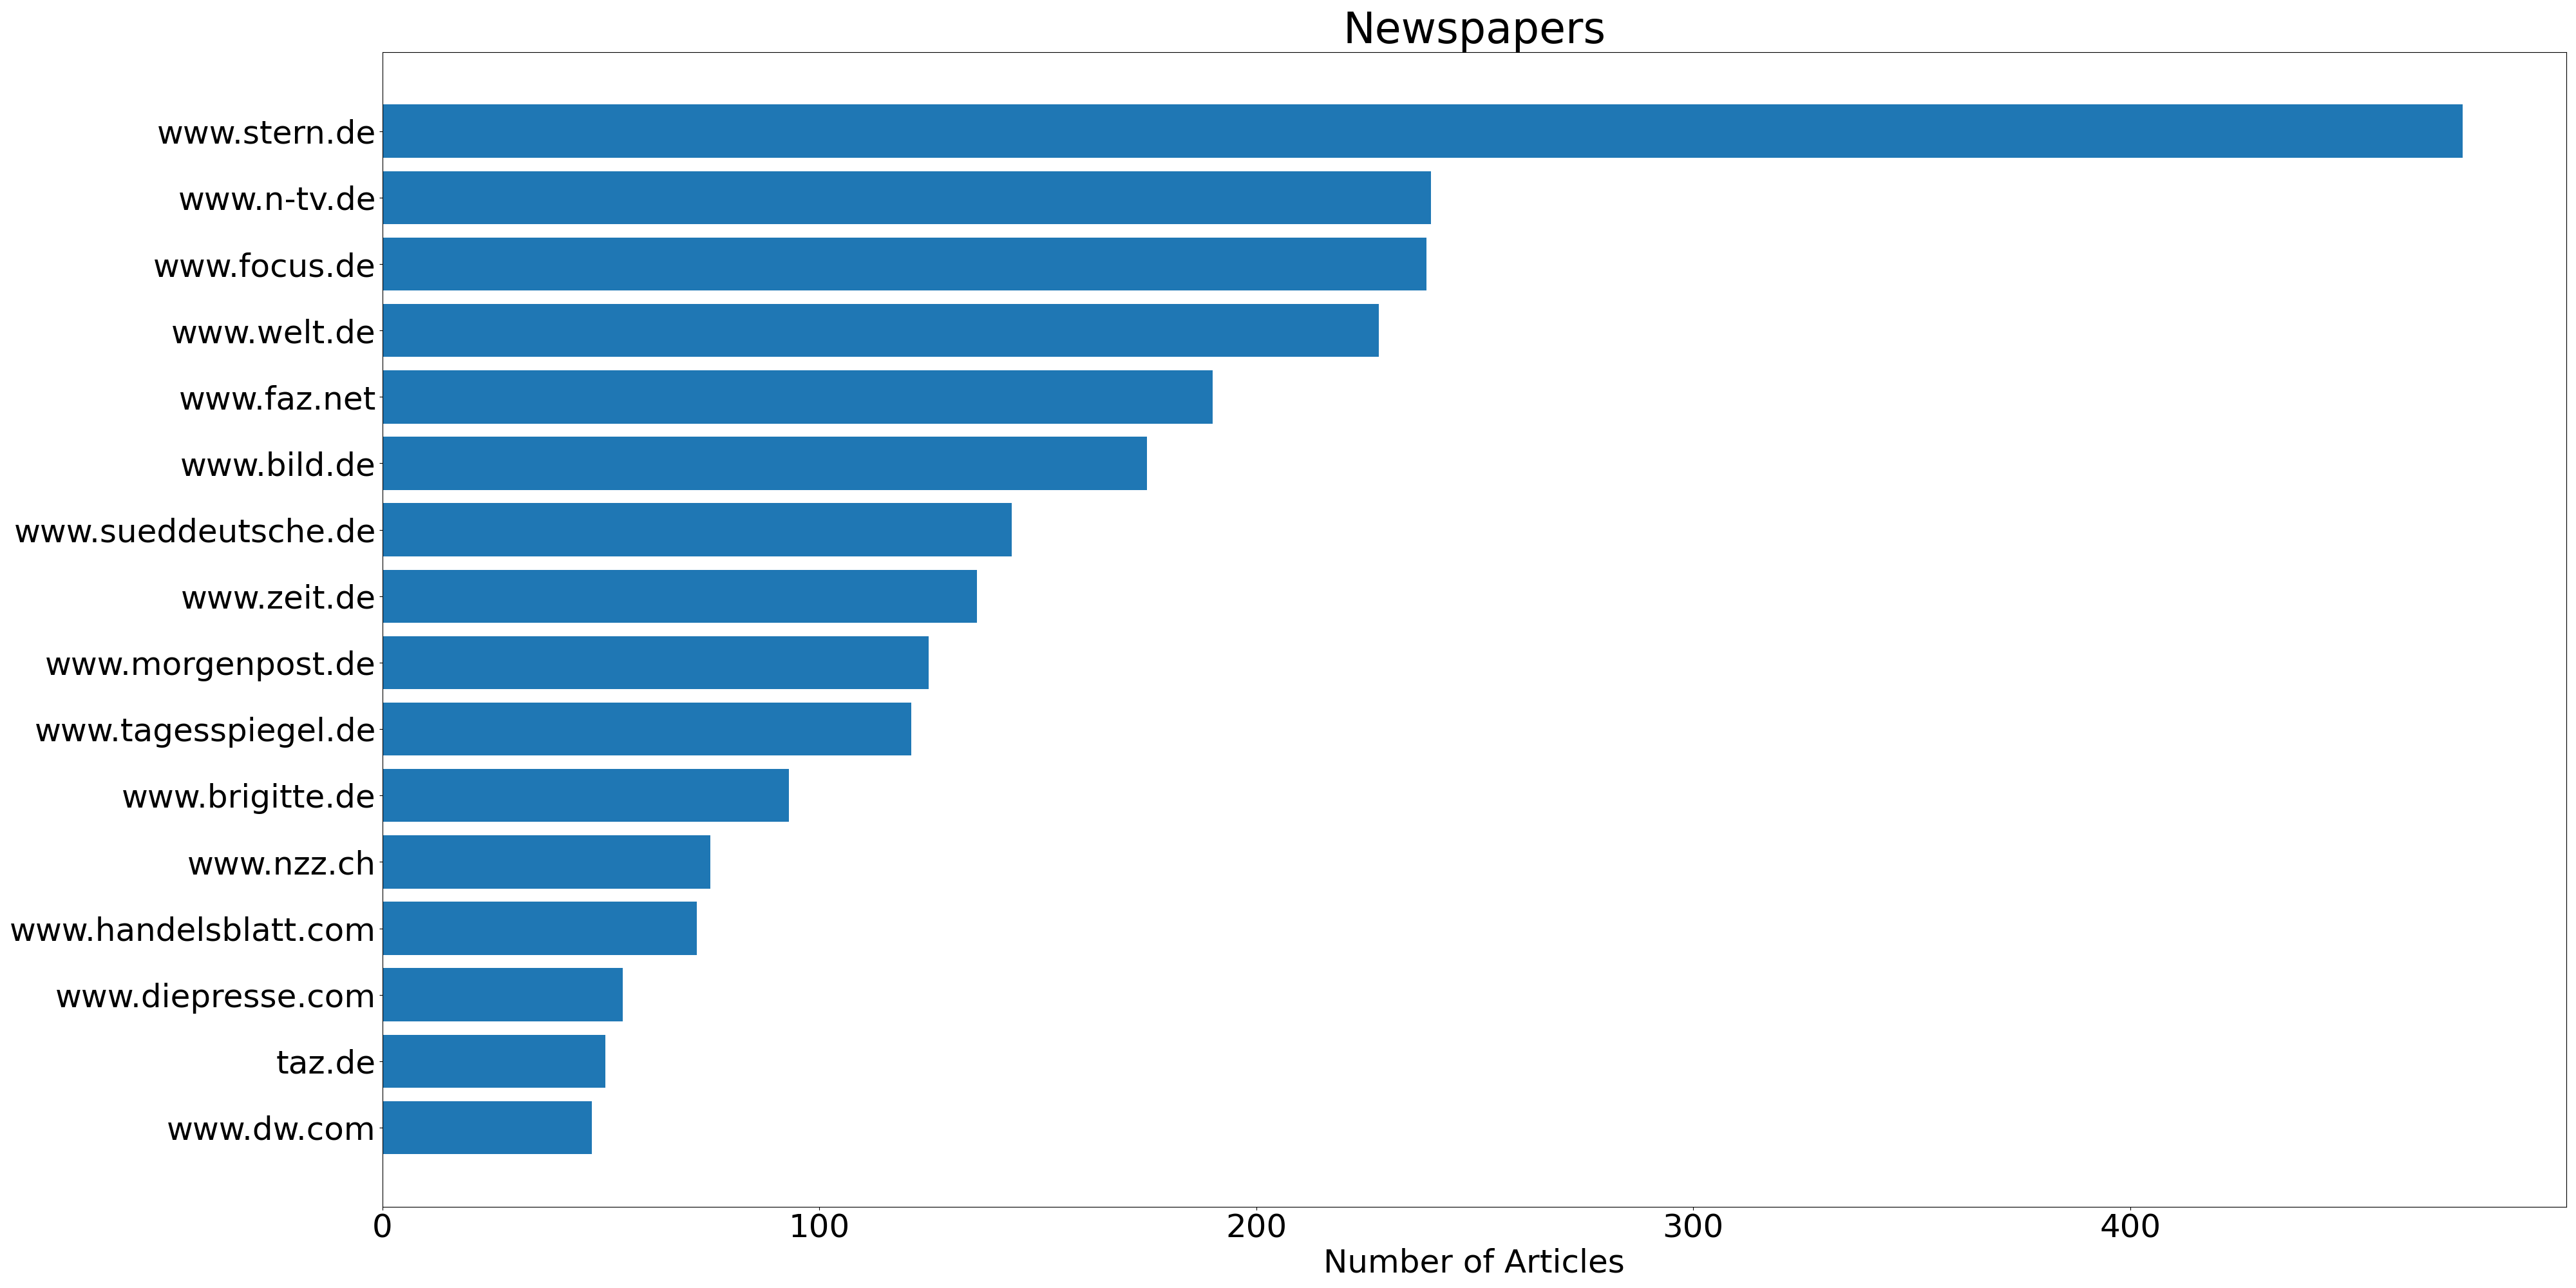 Newspapers
www.stern.de
www.n-tv.de
www.focus.de
www.welt.de
www.faz.net
www.bild.de
www.sueddeutsche.de
www.zeit.de
www.morgenpost.de
www.tagesspiegel.de
www.brigitte.de
www.nzz.ch
www.handelsblatt.com
www.diepresse.com
taz.de
www.dw.com
0 100 200 300 400
Number of Articles